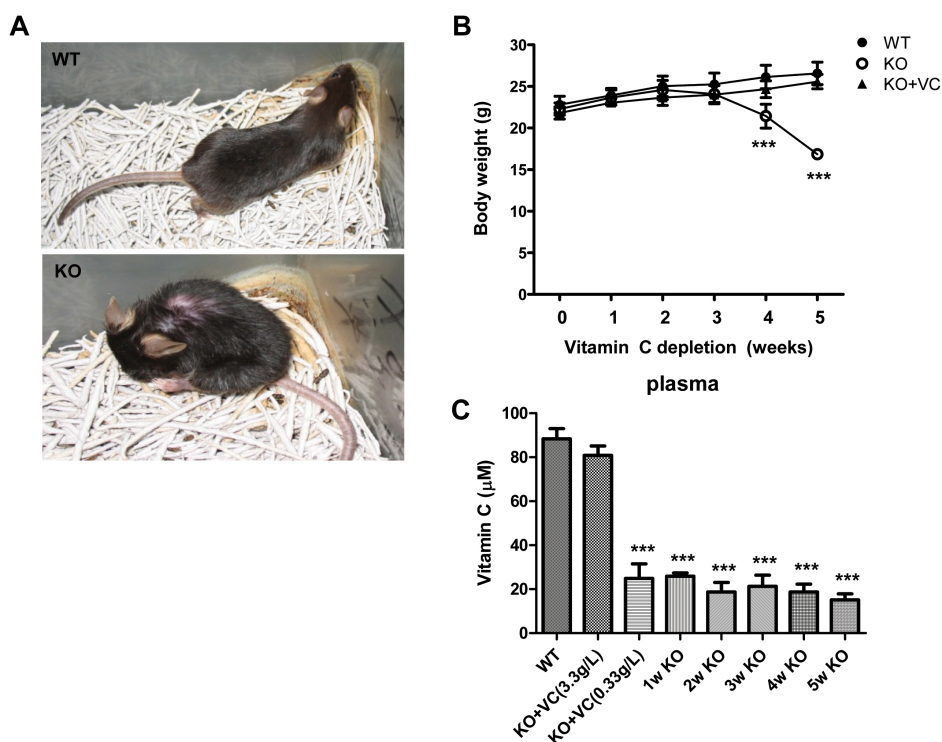 A
WT
KO
B
30
25
20
15
10
5
0
Body weight (g)
0 1 2 3 4 5
Vitamin C depletion (weeks)
***
***
WT
KO
KO+VC
plasma
C
100
80
60
40
20
0
Vitamin C (μM)
*** *** *** *** *** ***
WT
KO+VC(3.3g/L)
KO+VC(0.33g/L)
1w KO
2w KO
3w KO
4w KO
5w KO